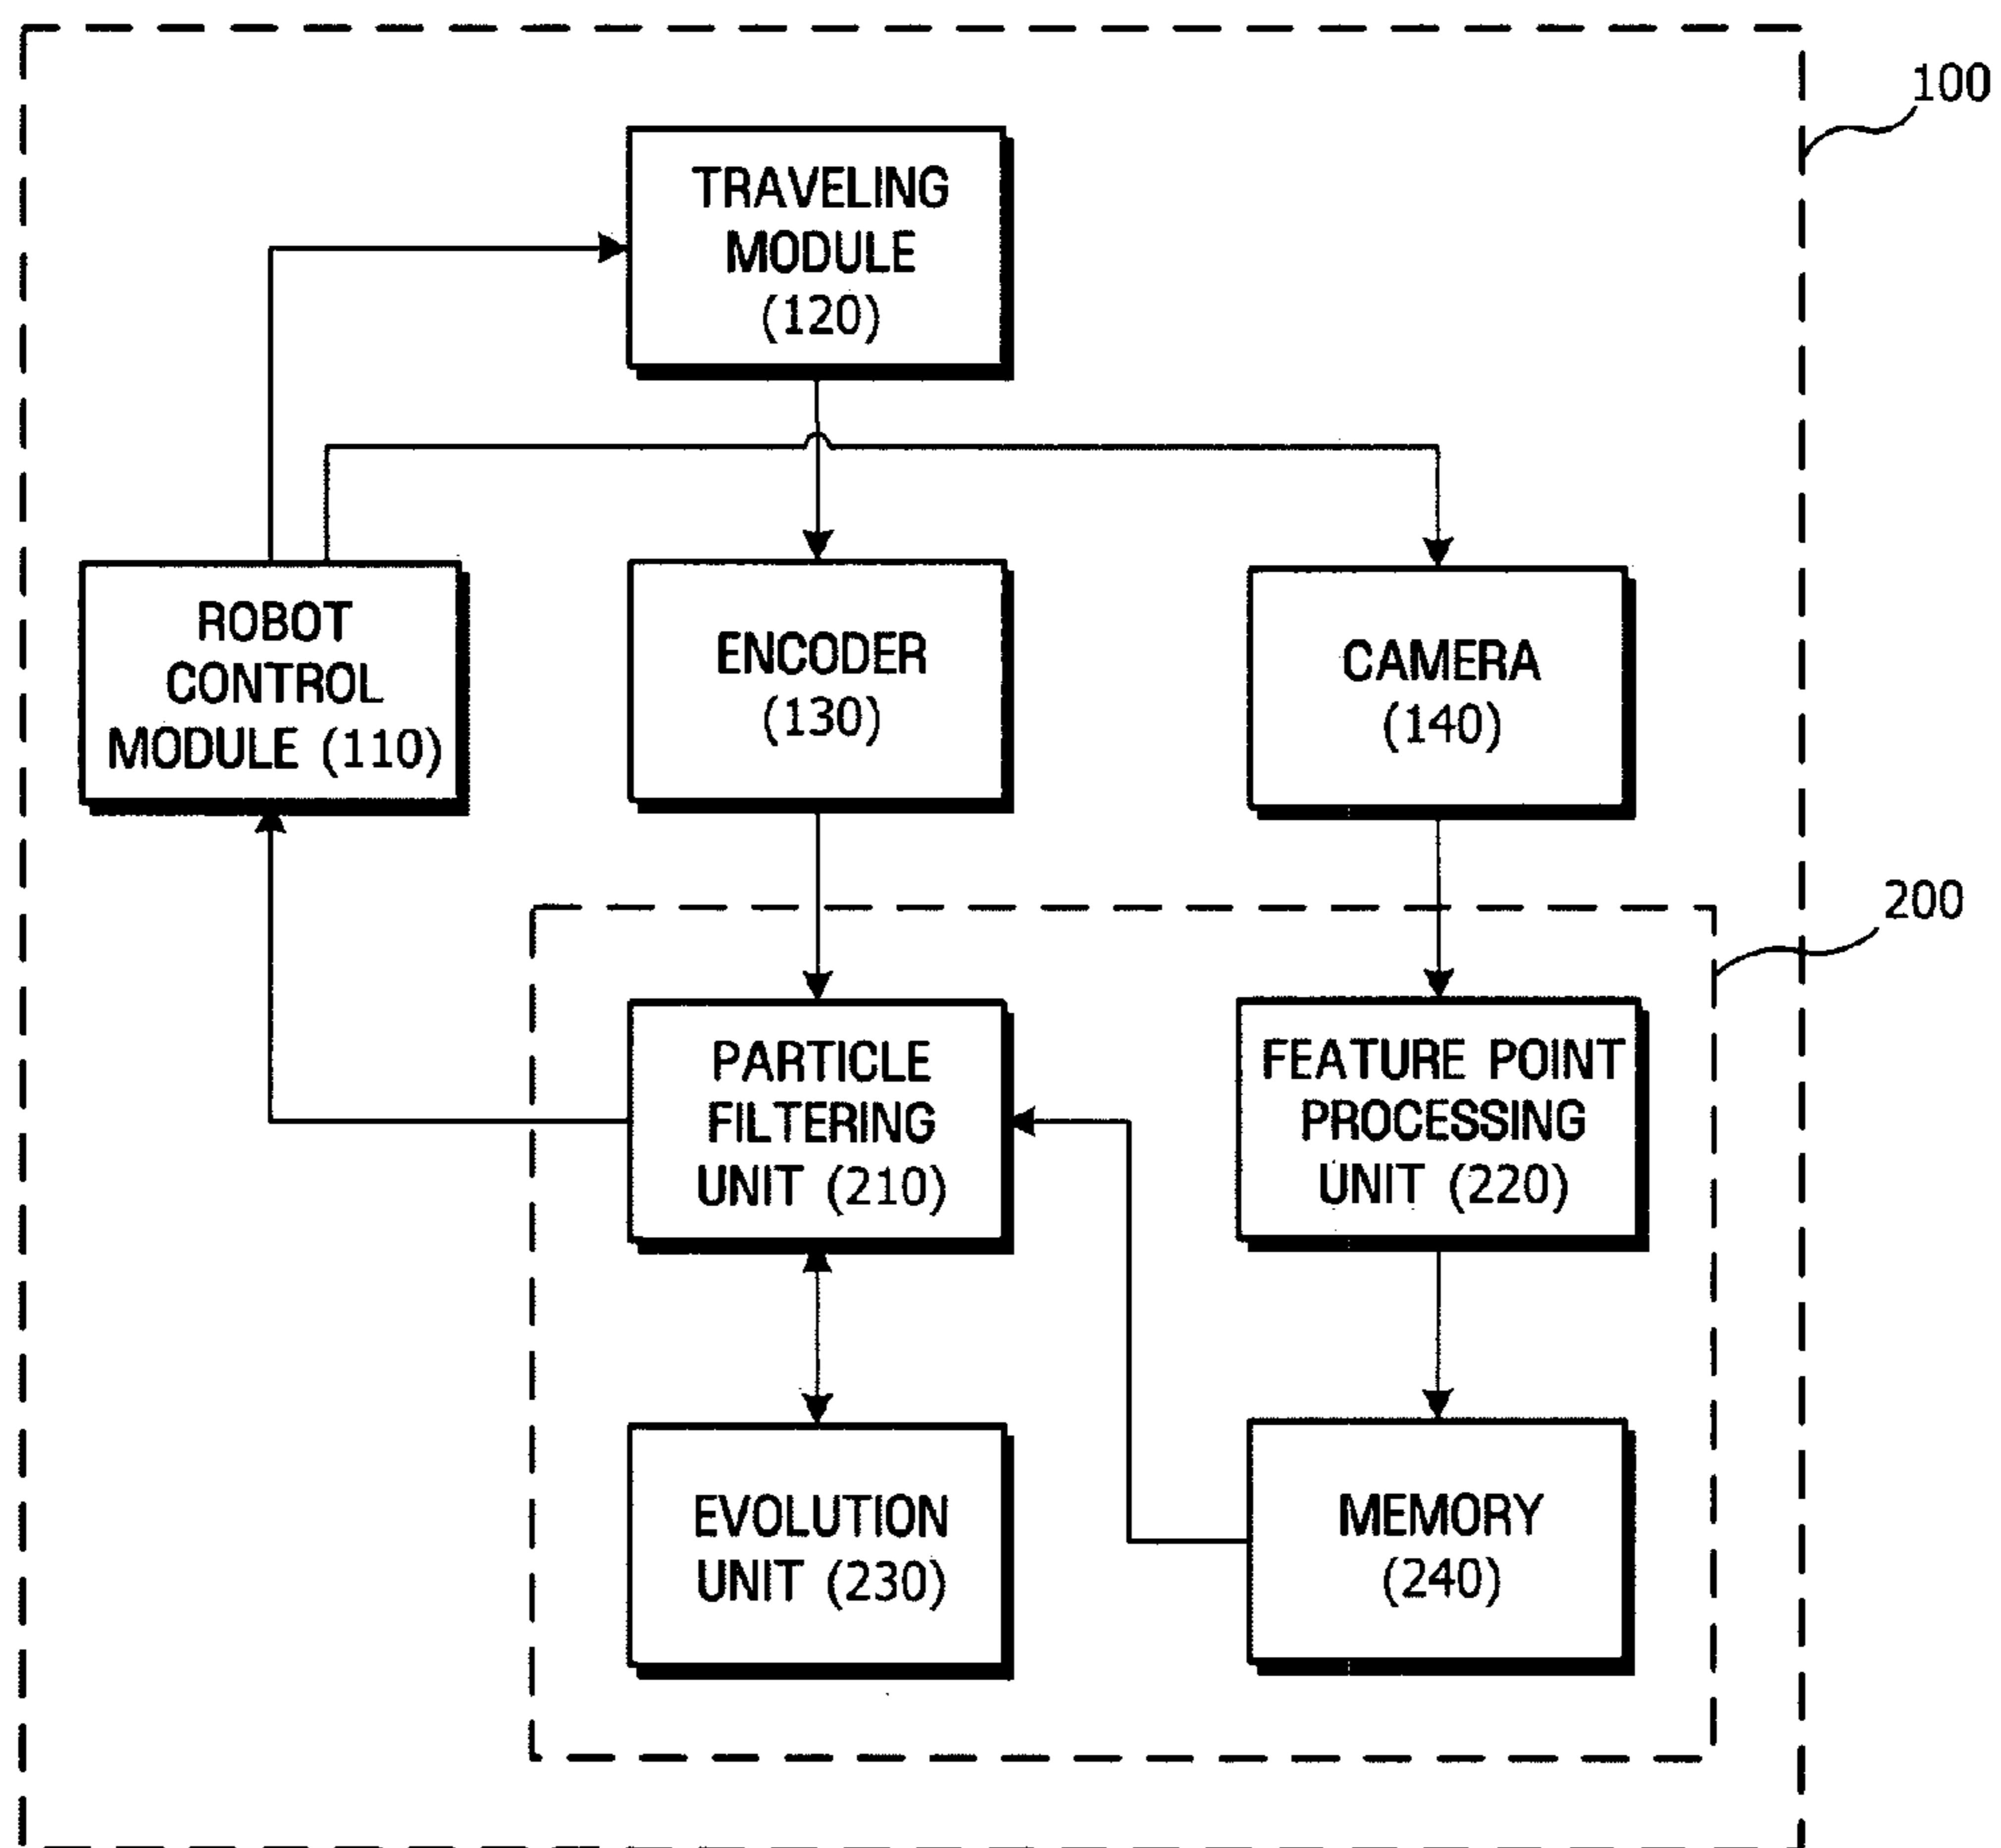 100
TRAVELING
MODULE
(120)
ROBOT
CONTROL
MODULE (110)
ENCODER
(130)
CAMERA
(140)
200
PARTICLE
FILTERING
UNIT (210)
FEATURE POINT
PROCESSING
UNIT (220)
EVOLUTION
UNIT (230)
MEMORY
(240)